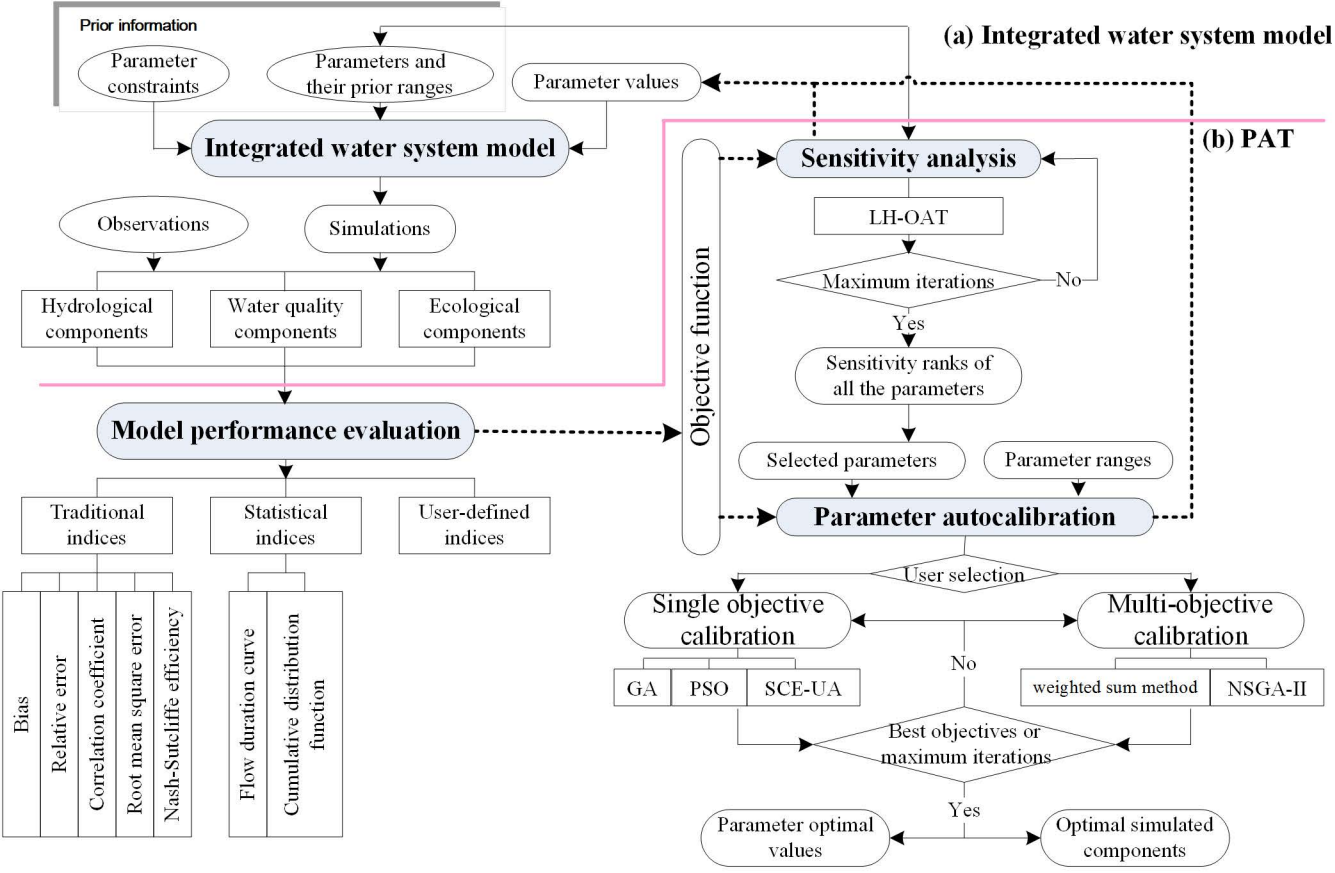 Prior information
Parameter
constraints
Parameters and
their prior ranges
Parameter values
(a) Integrated water system model
Integrated water system model
(b) PAT
Observations
Simulations
Hydrological
components
Water quality
components
Ecological
components
Model performance evaluation
Traditional
indices
Statistical
indices
User-defined
indices
Bias
Relative error
Correlation coefficient
Root mean square error
Nash-Sutcliffe efficiency
Flow duration curve
Cumulative distribution
function
Objective function
Sensitivity analysis
LH-OAT
Maximum iterations
No
Yes
Sensitivity ranks of
all the parameters
Selected parameters
Parameter ranges
Parameter autocalibration
User selection
Single objective
calibration
Multi-objective
calibration
GA
PSO
SCE-UA
No
weighted sum method
NSGA-II
Best objectives or
maximum iterations
Yes
Parameter optimal
values
Optimal simulated
components